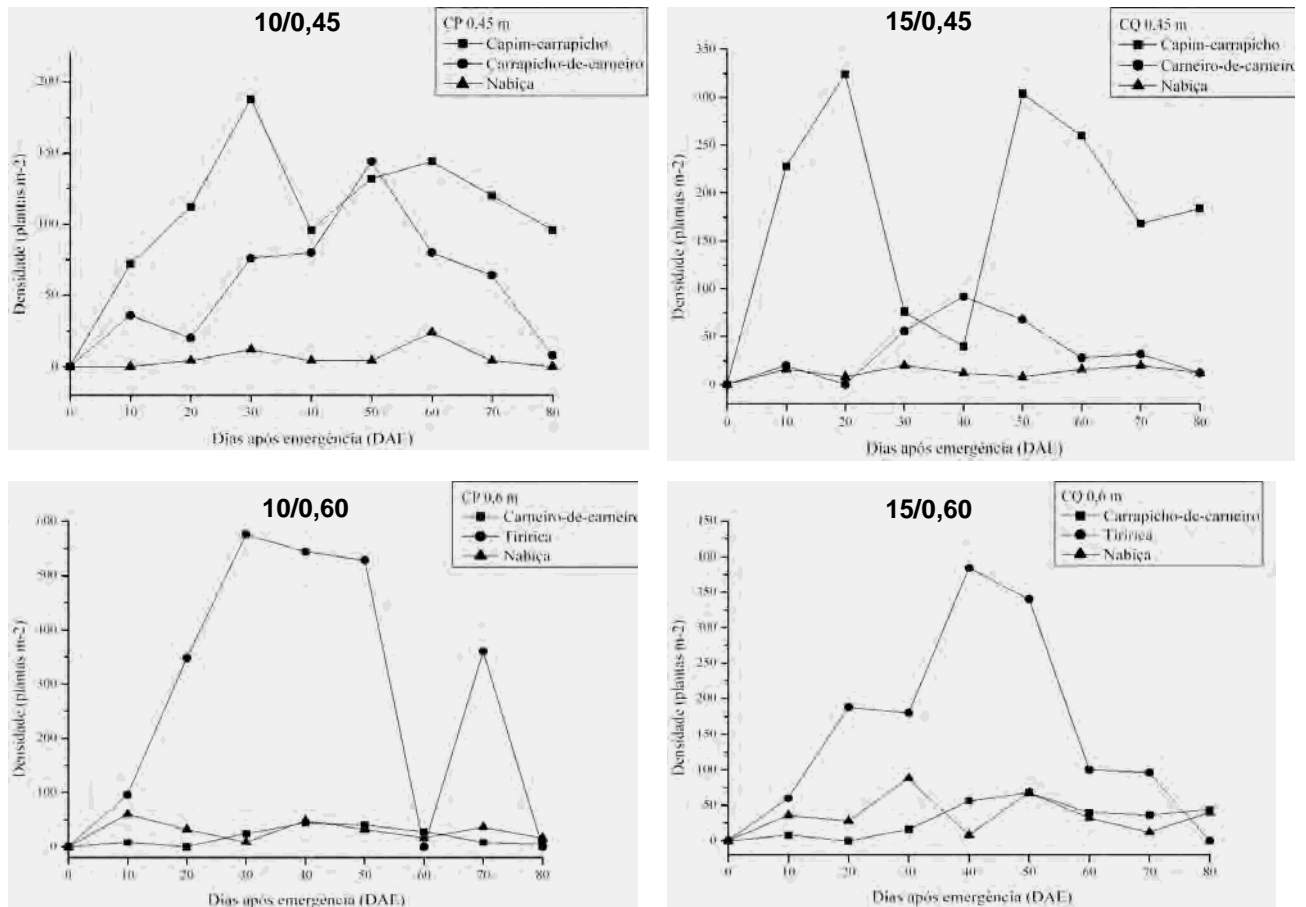 10/0,45
CP 0,45 m
Capim-carrapicho
Carrapicho-de-carneiro
Nabiça
Densidade (plantas m-2)
200
150
100
50
0
0 10 20 30 40 50 60 70 80
Dias após emergência (DAE)
15/0,45
CQ 0,45 m
Capim-carrapicho
Carneiro-de-carneiro
Nabiça
Densidade (plantas m-2)
350
300
250
200
150
100
50
0
0 10 20 30 40 50 60 70 80
Dias após emergência (DAE)
10/0,60
CP 0,6 m
Carneiro-de-carneiro
Tiririca
Nabiça
Densidade (plantas m-2)
600
500
400
300
200
100
0
0 10 20 30 40 50 60 70 80
Dias após emergência (DAE)
15/0,60
CQ 0,6 m
Carrapicho-de-carneiro
Tiririca
Nabiça
Densidade (plantas m-2)
400
350
300
250
200
150
100
50
0
0 10 20 30 40 50 60 70 80
Dias após emergência (DAE)